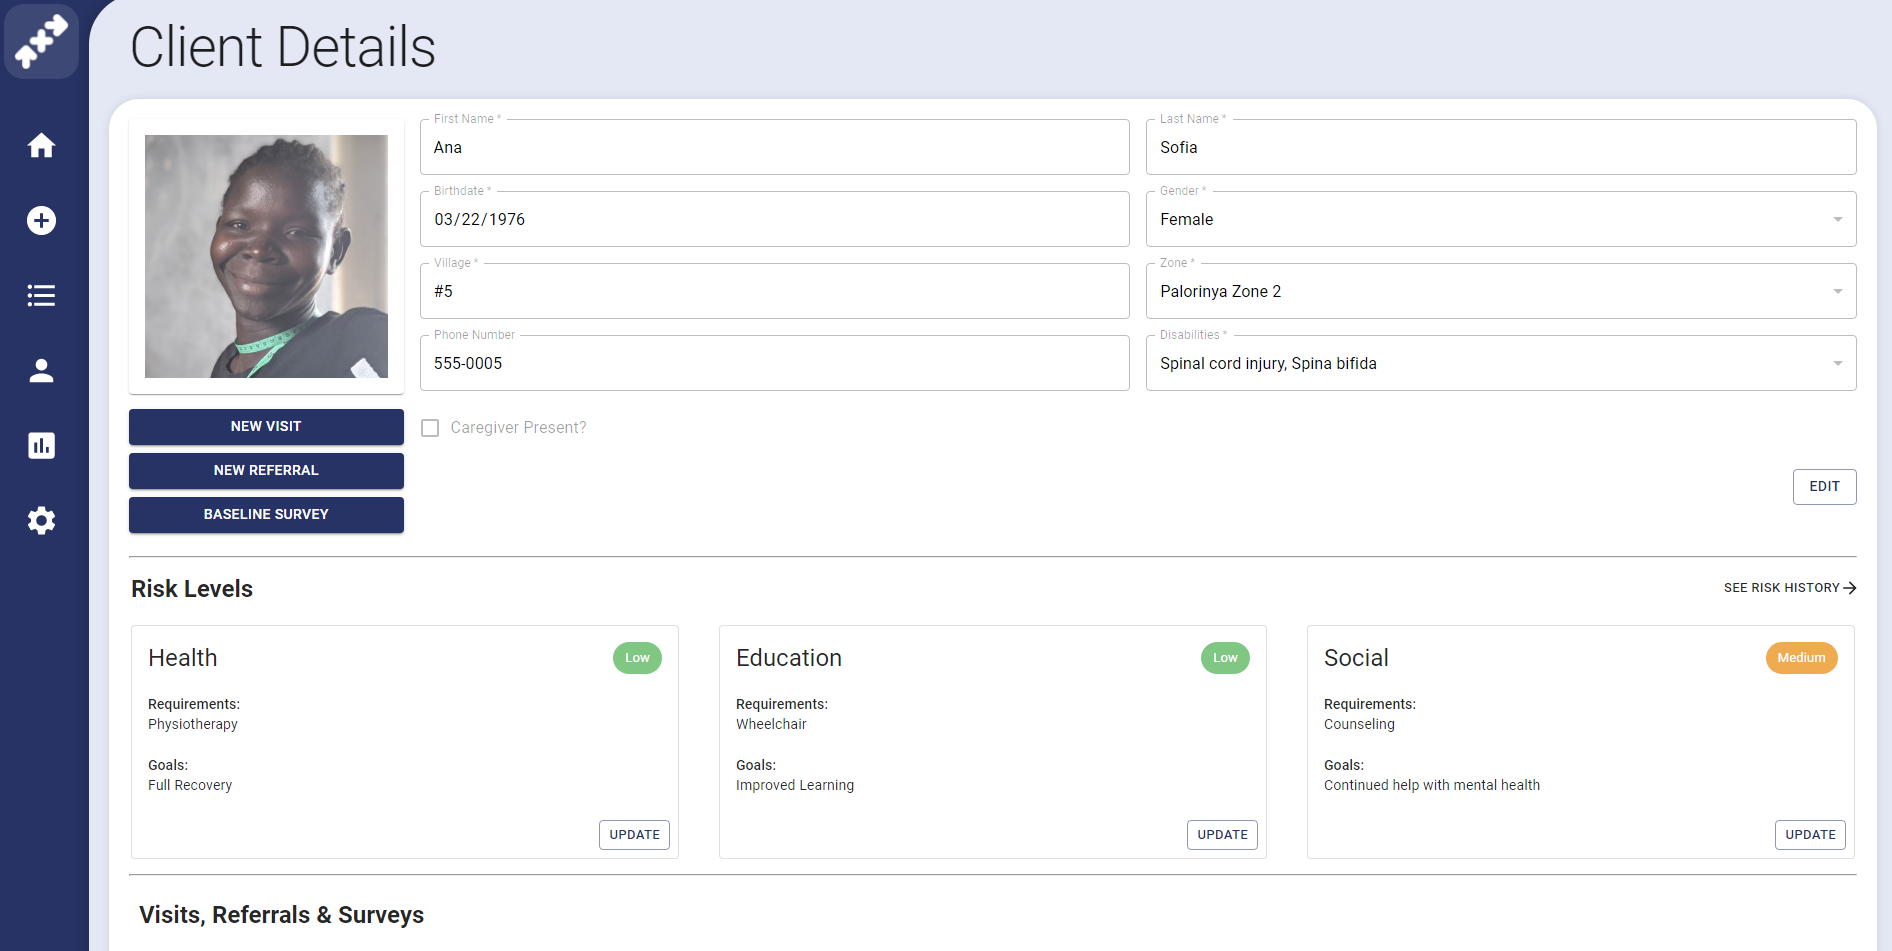 Client Details
First Name *
Ana
Last Name *
Sofia
Birthdate *
03/22/1976
Gender *
Female
Village *
#5
Zone *
Palorinya Zone 2
Phone Number
555-0005
Disabilities *
Spinal cord injury, Spina bifida
NEW VISIT
NEW REFERRAL
BASELINE SURVEY
Caregiver Present?
EDIT
Risk Levels
SEE RISK HISTORY
Health
Low
Requirements:
Physiotherapy
Goals:
Full Recovery
UPDATE
Education
Low
Requirements:
Wheelchair
Goals:
Improved Learning
UPDATE
Social
Medium
Requirements:
Counseling
Goals:
Continued help with mental health
UPDATE
Visits, Referrals & Surveys